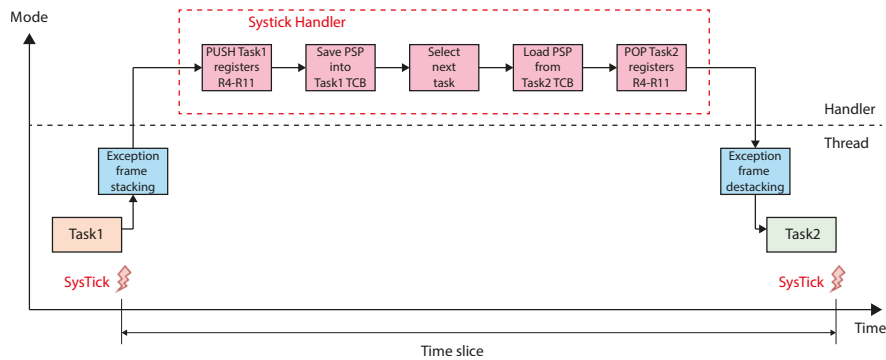 Mode
Systick Handler
PUSH Task1
registers
R4-R11
Save PSP
into
Task1 TCB
Select
next
task
Load PSP
from
Task2 TCB
POP Task2
registers
R4-R11
Handler
Thread
Exception
frame
stacking
Exception
frame
destacking
Task1
Task2
SysTick
SysTick
Time
Time slice